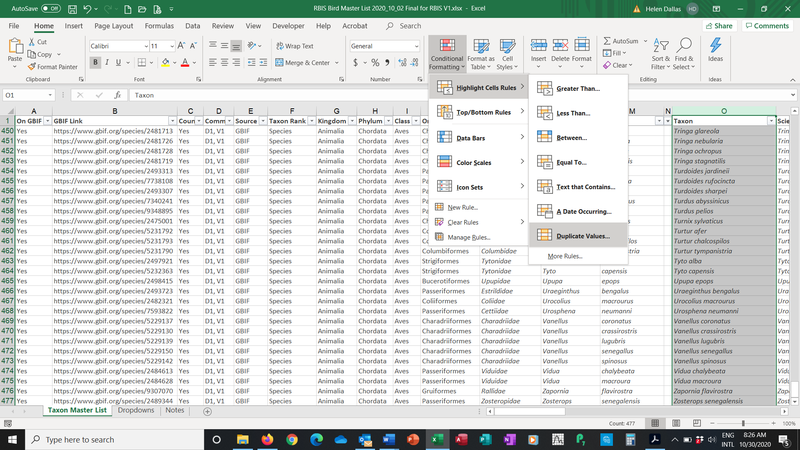 AutoSave Off RBIS Bird Master List 2020_10_02 Final for RBIS V1.xlsx Helen Dallas HD
File Home Insert Page Layout Formulas Data Review View Developer Help Acrobat Search Share Comments
Paste Cut Copy Format Painter Clipboard
Calibri 11 B I U Font
Wrap Text Merge & Center Alignment
General $ % Number
Conditional Formatting Format as Table Cell Styles
Insert Delete Format Cells
AutoSum Fill Clear Sort & Filter Find & Select Editing
Ideas Ideas
O1 fx Taxon
Highlight Cells Rules
Top/Bottom Rules
Data Bars
Color Scales
Icon Sets
New Rule...
Clear Rules
Manage Rules...
Greater Than...
Less Than...
Between...
Equal To...
Text that Contains...
A Date Occurring...
Duplicate Values...
More Rules...
A B C D E F G H I M N O
1 On GBIF GBIF Link Coun Comm Source Taxon Rank Kingdom Phylum Class Taxon Scie
450 Yes https://www.gbif.org/species/2481713 Yes D1, V1 GBIF Species Animalia Chordata Aves Tringa glareola
451 Yes https://www.gbif.org/species/2481726 Yes D1, V1 GBIF Species Animalia Chordata Aves Tringa nebularia
452 Yes https://www.gbif.org/species/2481728 Yes D1, V1 GBIF Species Animalia Chordata Aves Tringa ochropus
453 Yes https://www.gbif.org/species/2481714 Yes D1, V1 GBIF Species Animalia Chordata Aves Tringa stagnatilis
454 Yes https://www.gbif.org/species/2493313 Yes D1, V1 GBIF Species Animalia Chordata Aves Turdoides jardineii
455 Yes https://www.gbif.org/species/7738108 Yes D1, V1 GBIF Species Animalia Chordata Aves Turdoides rufocincta
456 Yes https://www.gbif.org/species/2493307 Yes D1, V1 GBIF Species Animalia Chordata Aves Turdoides sharpei
457 Yes https://www.gbif.org/species/7340241 Yes D1, V1 GBIF Species Animalia Chordata Aves Turdus abyssinicus
458 Yes https://www.gbif.org/species/9348895 Yes D1, V1 GBIF Species Animalia Chordata Aves Turdus pelios
459 Yes https://www.gbif.org/species/2475001 Yes D1, V1 GBIF Species Animalia Chordata Aves Turnix sylvaticus
460 Yes https://www.gbif.org/species/5231792 Yes D1, V1 GBIF Species Animalia Chordata Aves Turtur afer
461 Yes https://www.gbif.org/species/5231793 Yes D1, V1 GBIF Species Animalia Chordata Aves Turtur chalcospilos
462 Yes https://www.gbif.org/species/5231790 Yes D1, V1 GBIF Species Animalia Chordata Aves Columbiformes Columbidae Turtur tympanistria
463 Yes https://www.gbif.org/species/2497921 Yes D1, V1 GBIF Species Animalia Chordata Aves Strigiformes Tytonidae Tyto alba
464 Yes https://www.gbif.org/species/5232363 Yes D1, V1 GBIF Species Animalia Chordata Aves Strigiformes Tytonidae Tyto capensis Tyto capensis
465 Yes https://www.gbif.org/species/2498415 Yes D1, V1 GBIF Species Animalia Chordata Aves Bucerotiformes Upupidae Upupa epops Upupa epops
466 Yes https://www.gbif.org/species/2493723 Yes D1, V1 GBIF Species Animalia Chordata Aves Passeriformes Estrildidae Uraeginthus bengalus Uraeginthus bengalus
467 Yes https://www.gbif.org/species/2482321 Yes D1, V1 GBIF Species Animalia Chordata Aves Coliiformes Coliidae Urocolius macrourus Urocolius macrourus
468 Yes https://www.gbif.org/species/7593822 Yes D1, V1 GBIF Species Animalia Chordata Aves Passeriformes Cettiidae Urosphena neumanni Urosphena neumanni
469 Yes https://www.gbif.org/species/5229137 Yes D1, V1 GBIF Species Animalia Chordata Aves Charadriiformes Charadriidae Vanellus coronatus Vanellus coronatus
470 Yes https://www.gbif.org/species/5229130 Yes D1, V1 GBIF Species Animalia Chordata Aves Charadriiformes Charadriidae Vanellus crassirostris Vanellus crassirostris
471 Yes https://www.gbif.org/species/5229139 Yes D1, V1 GBIF Species Animalia Chordata Aves Charadriiformes Charadriidae Vanellus lugubris Vanellus lugubris
472 Yes https://www.gbif.org/species/5229150 Yes D1, V1 GBIF Species Animalia Chordata Aves Charadriiformes Charadriidae Vanellus senegallus Vanellus senegallus
473 Yes https://www.gbif.org/species/5229142 Yes D1, V1 GBIF Species Animalia Chordata Aves Charadriiformes Charadriidae Vanellus spinosus Vanellus spinosus
474 Yes https://www.gbif.org/species/2484613 Yes D1, V1 GBIF Species Animalia Chordata Aves Passeriformes Viduidae Vidua chalybeata Vidua chalybeata
475 Yes https://www.gbif.org/species/2484628 Yes D1, V1 GBIF Species Animalia Chordata Aves Passeriformes Viduidae Vidua macroura Vidua macroura
476 Yes https://www.gbif.org/species/9307070 Yes D1, V1 GBIF Species Animalia Chordata Aves Gruiformes Rallidae Zapornia flavirostra Zapornia flavirostra
477 Yes https://www.gbif.org/species/2489344 Yes D1, V1 GBIF Species Animalia Chordata Aves Passeriformes Zosteropidae Zosterops senegalensis Zosterops senegalensis
Taxon Master List Dropdowns Notes
Count: 477 100%
Type here to search ENG INTL 8:26 AM 10/30/2020